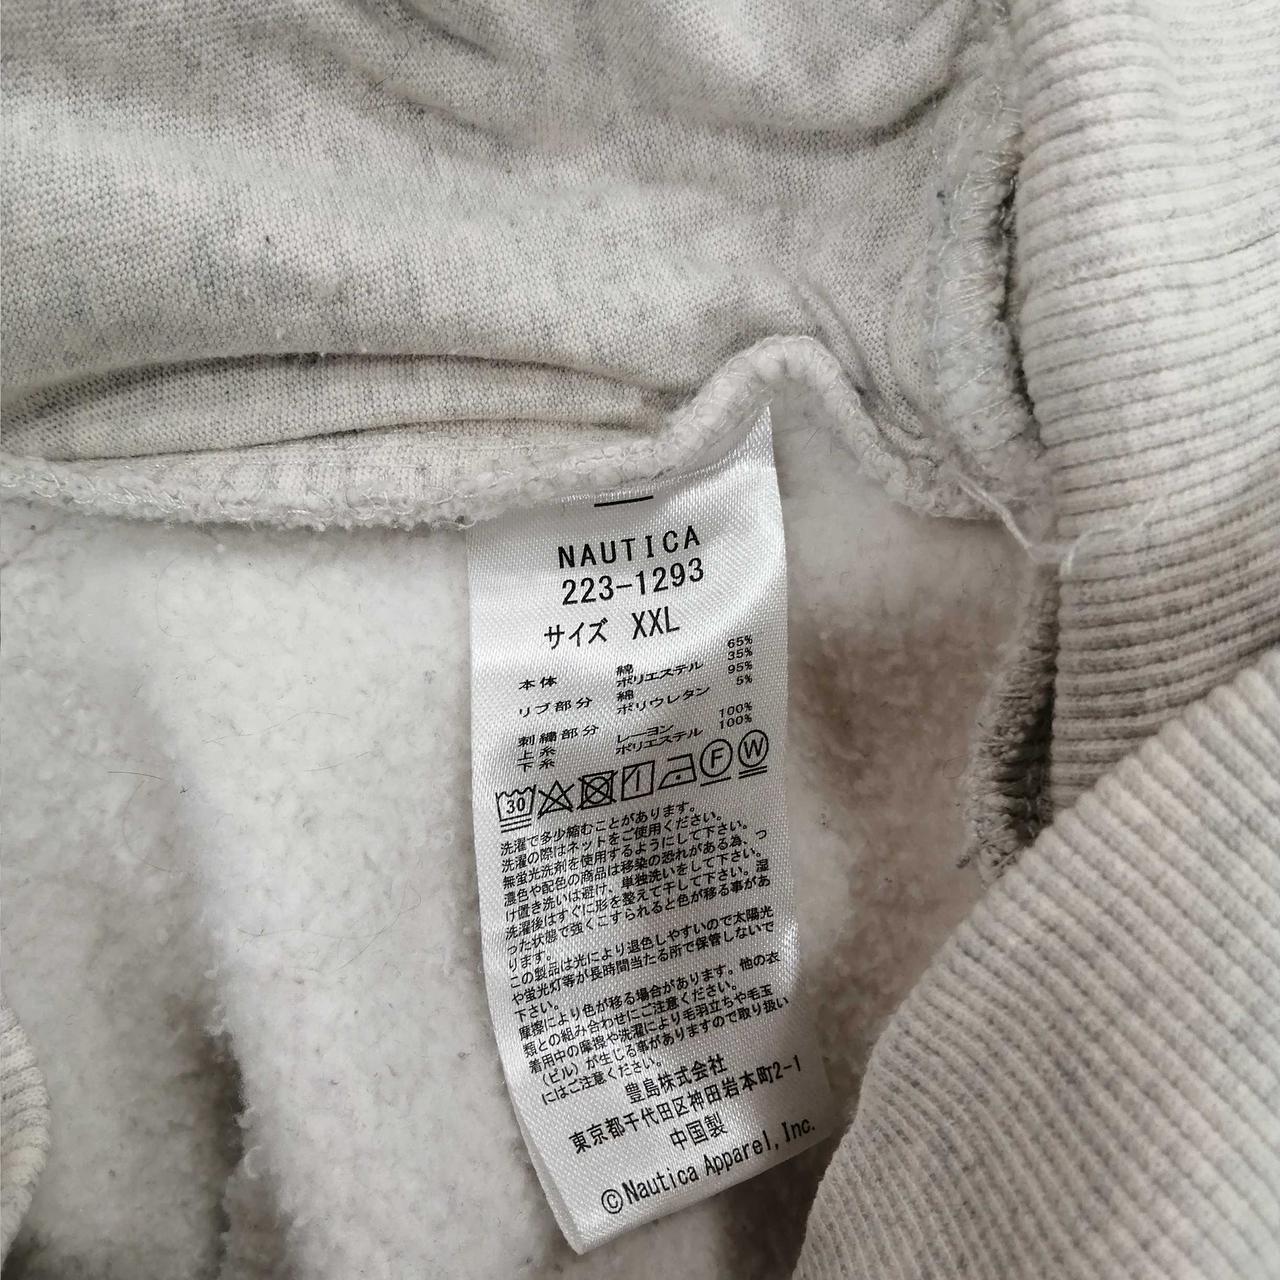 NAUTICA
223-1293
サイズ XXL
本体 綿 65%
ポリエステル 35%
リブ部分 綿 95%
ポリウレタン 5%
刺繍部分
上糸 レーヨン 100%
下糸 ポリエステル 100%
30 F W
洗濯で多少縮むことがあります。
洗濯の際はネットをご使用ください。
無蛍光洗剤を使用するようにして下さい。
濃色や配色の商品は移染の恐れがある為、つ
け置き洗いは避け、単独洗いをして下さい。
洗濯後はすぐに形を整えて干して下さい。湿
った状態で強くこすられると色が移る事があ
ります。
この製品は光により退色しやすいので太陽光
や蛍光灯等が長時間当たる所で保管しないで
下さい。
摩擦により色が移る場合があります。他の衣
類との組み合わせにご注意ください。
着用中の摩擦や洗濯により毛羽立ちや毛玉
(ピル)が生じる事がありますので取り扱い
にはご注意ください。
豊島株式会社
東京都千代田区神田岩本町2-1
中国製
©Nautica Apparel, Inc.